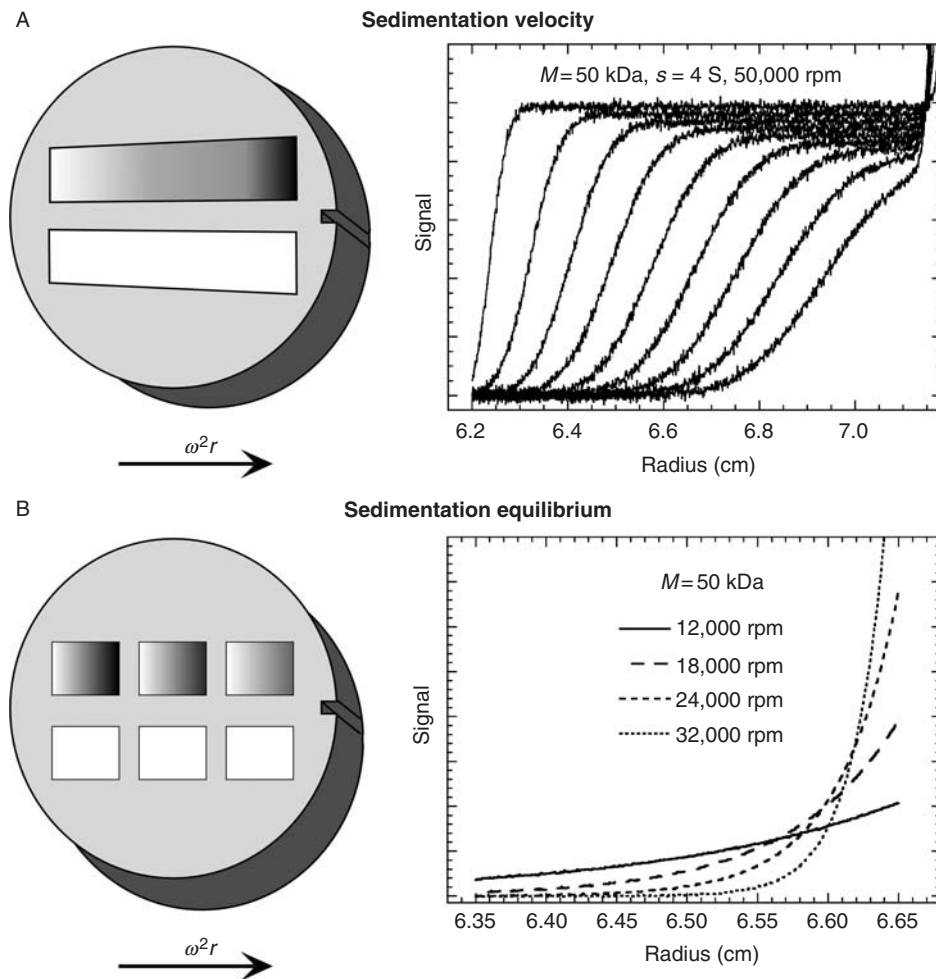 A
Sedimentation velocity
M = 50 kDa, s = 4 S, 50,000 rpm
Signal
6.2 6.4 6.6 6.8 7.0
Radius (cm)
ω²r
B
Sedimentation equilibrium
M = 50 kDa
12,000 rpm
18,000 rpm
24,000 rpm
32,000 rpm
Signal
6.35 6.40 6.45 6.50 6.55 6.60 6.65
Radius (cm)
ω²r